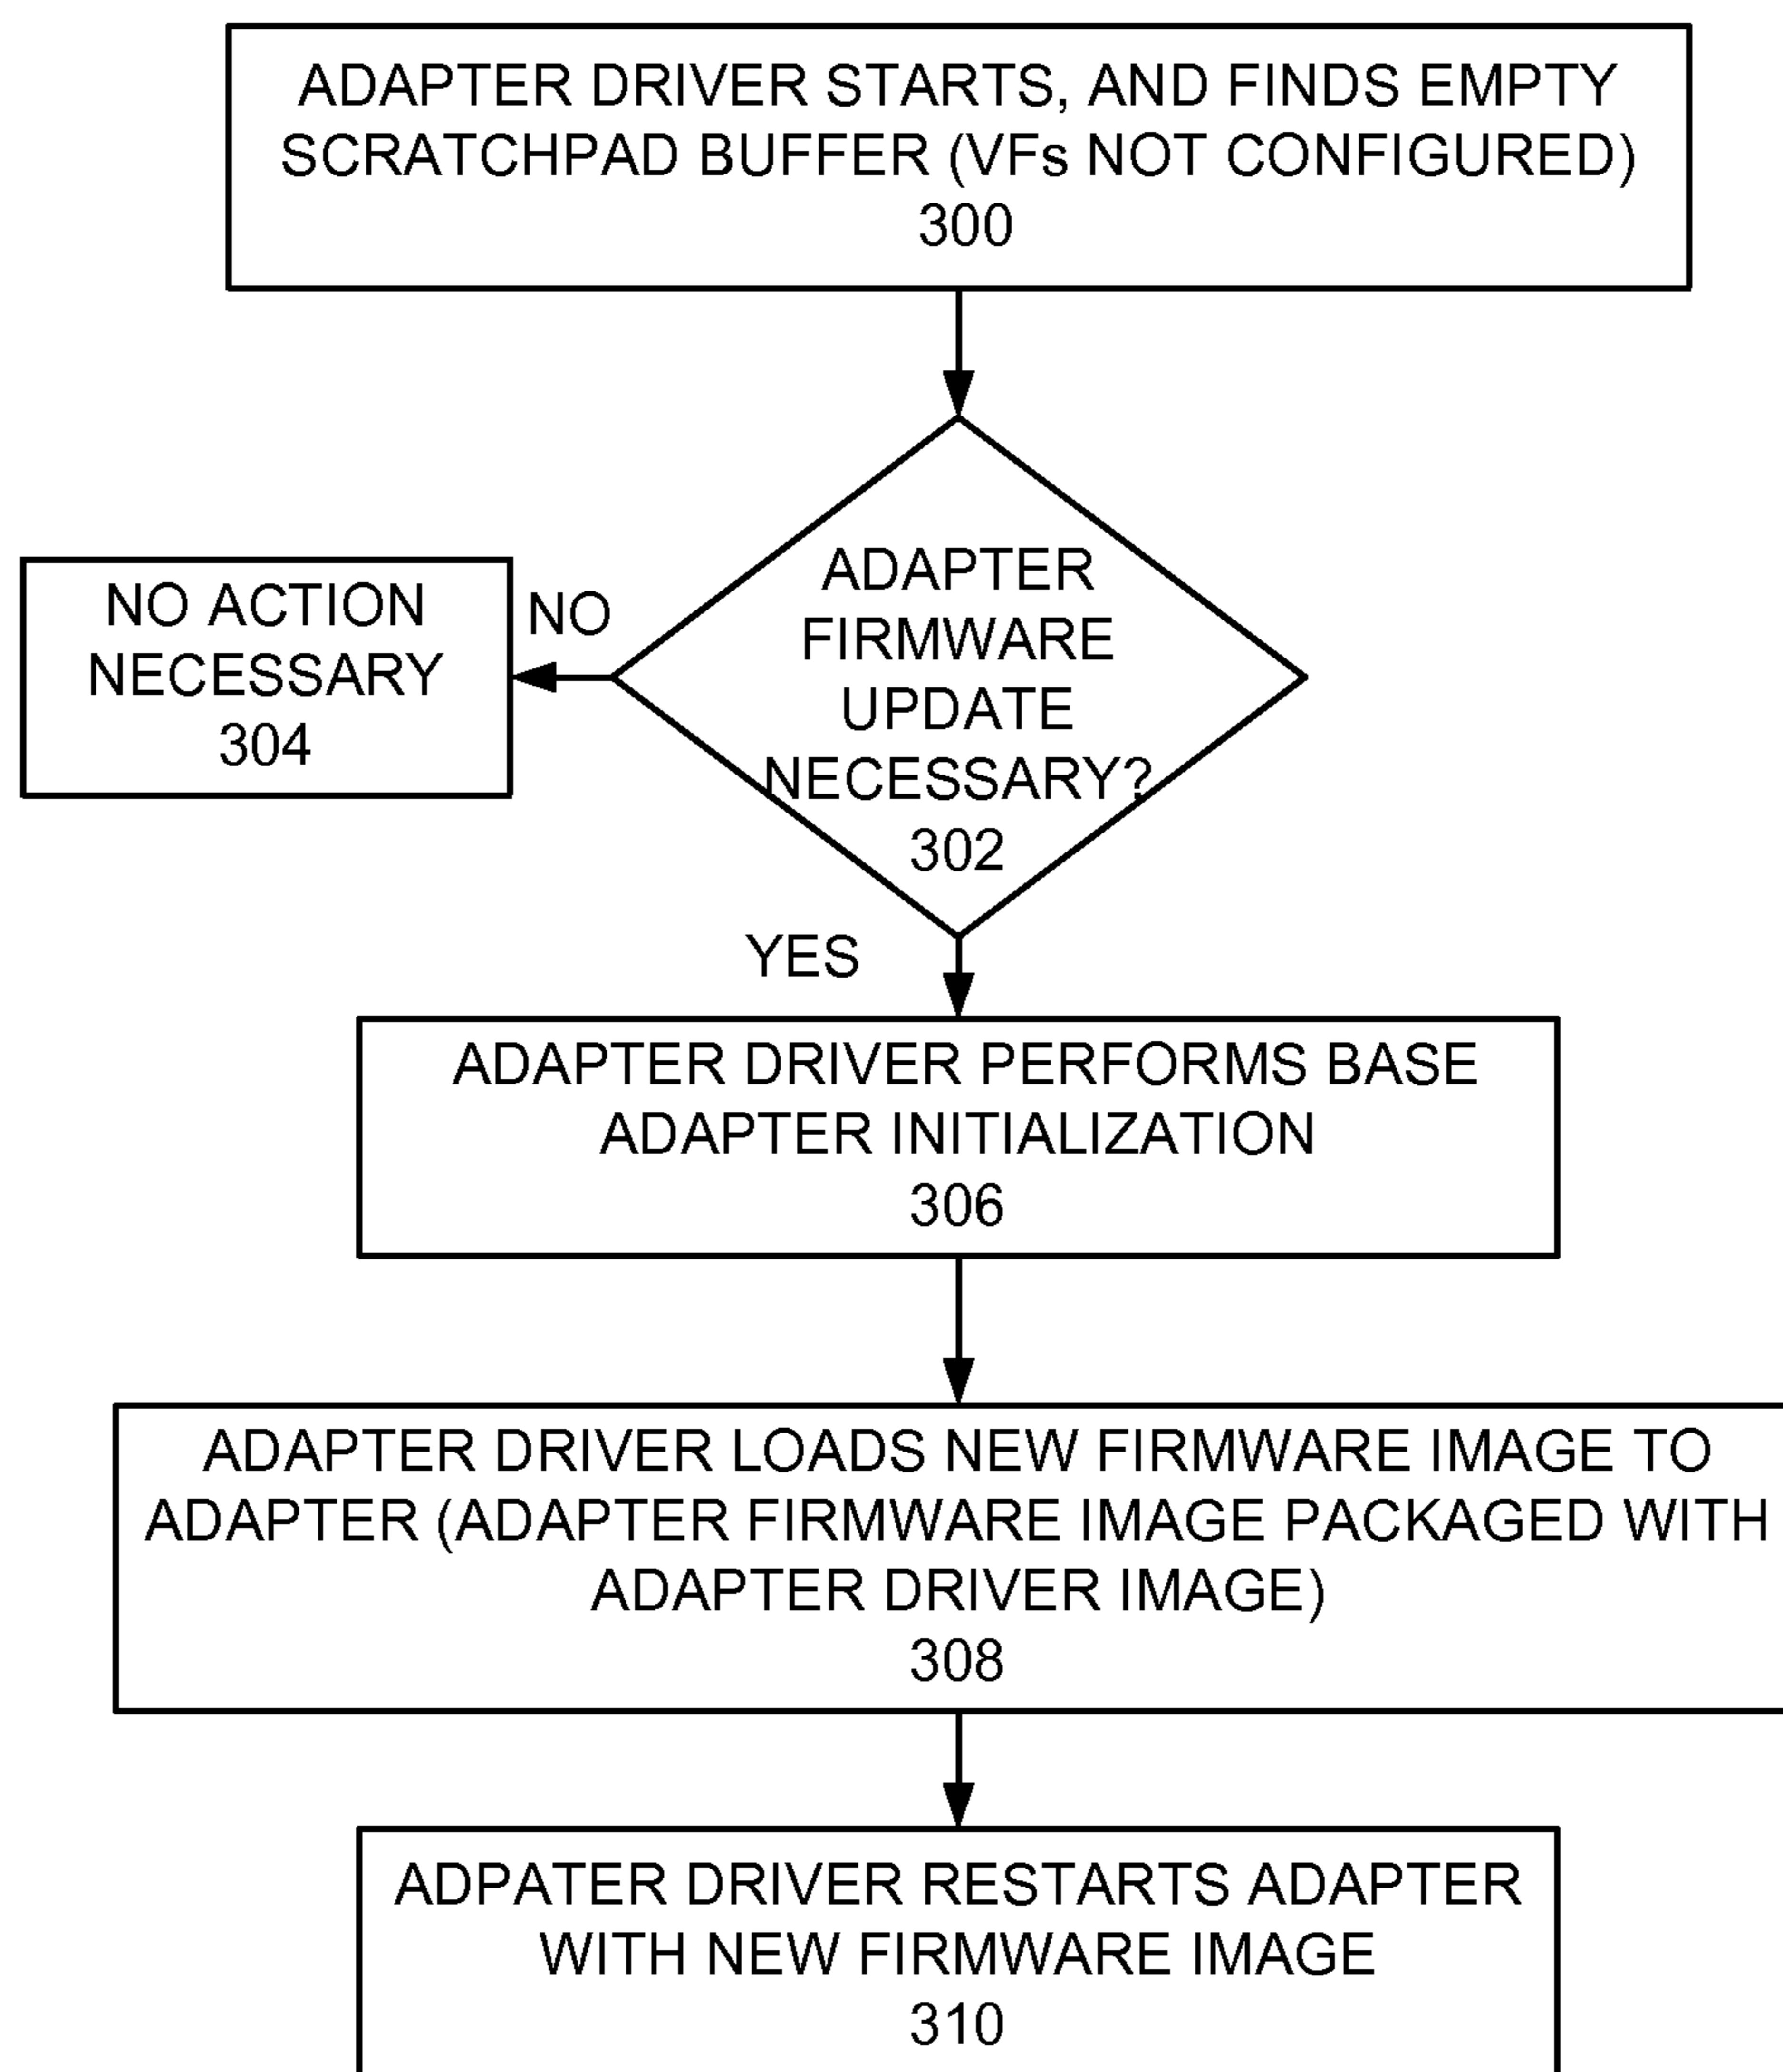 ADAPTER DRIVER STARTS, AND FINDS EMPTY
SCRATCHPAD BUFFER (VFs NOT CONFIGURED)
300
ADAPTER
FIRMWARE
UPDATE
NECESSARY?
302
NO
NO ACTION
NECESSARY
304
YES
ADAPTER DRIVER PERFORMS BASE
ADAPTER INITIALIZATION
306
ADAPTER DRIVER LOADS NEW FIRMWARE IMAGE TO
ADAPTER (ADAPTER FIRMWARE IMAGE PACKAGED WITH
ADAPTER DRIVER IMAGE)
308
ADPATER DRIVER RESTARTS ADAPTER
WITH NEW FIRMWARE IMAGE
310